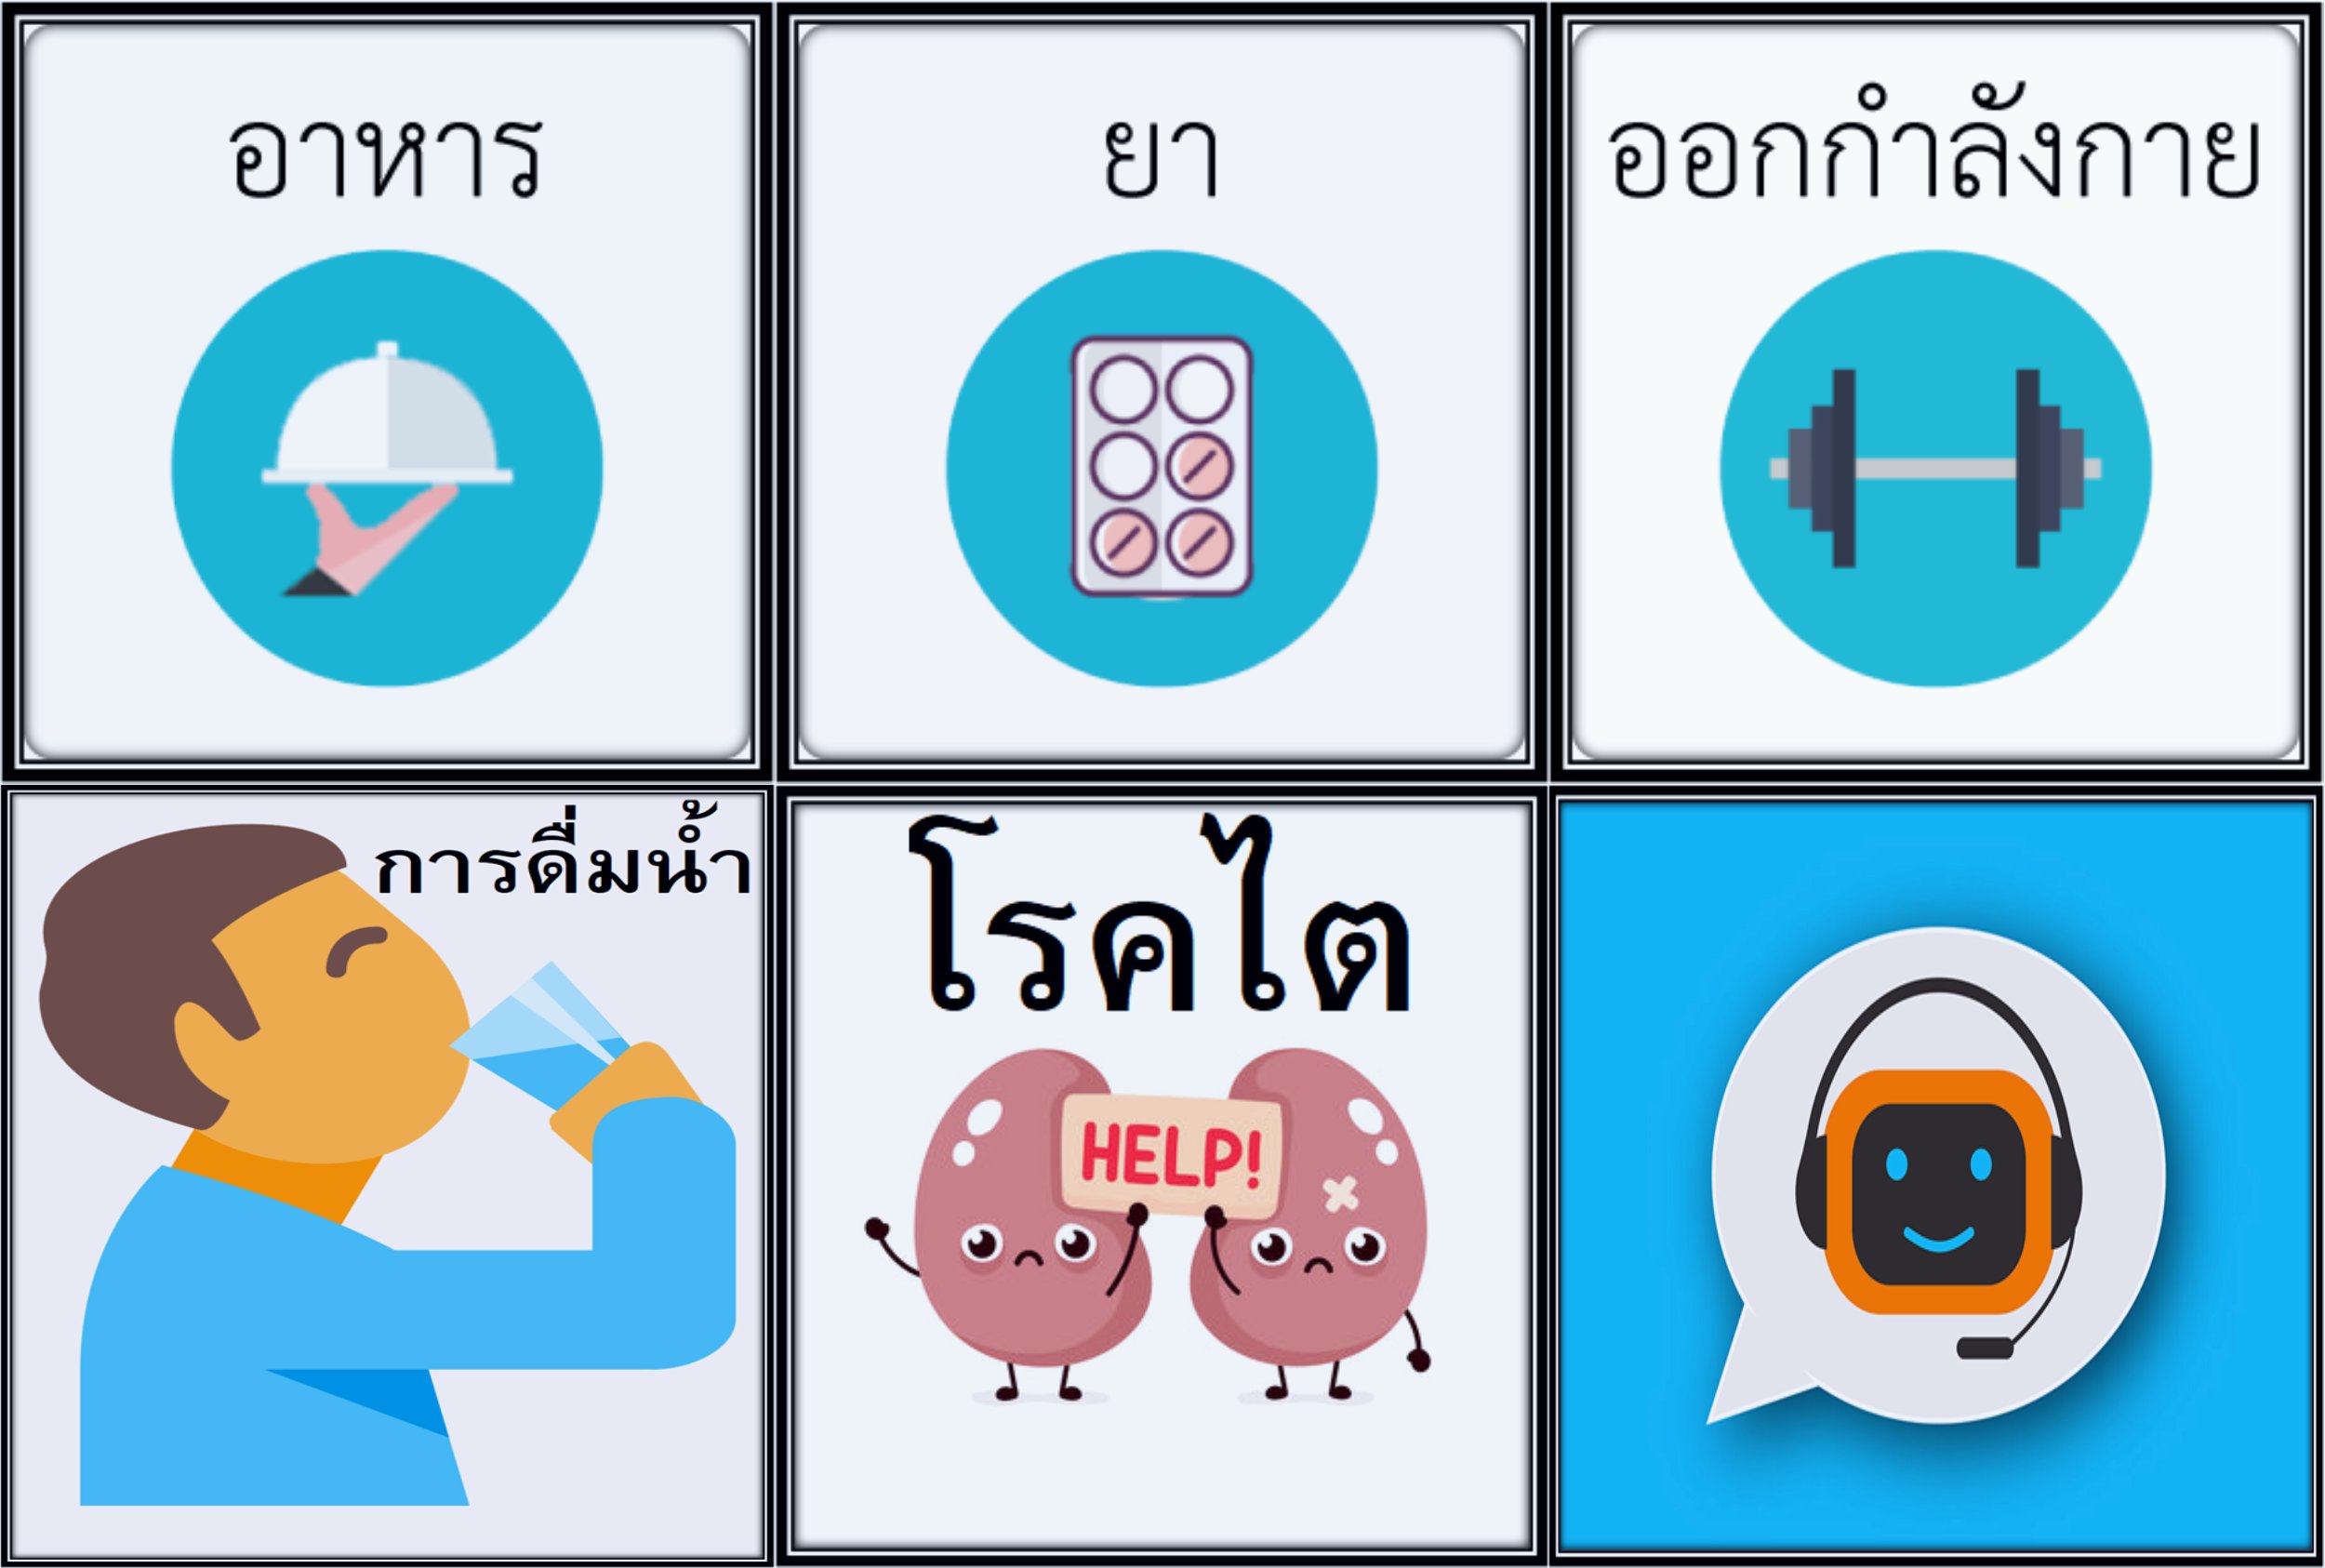 อาหาร
ยา
ออกกำลังกาย
การดื่มน้ำ
โรคไต
HELP!